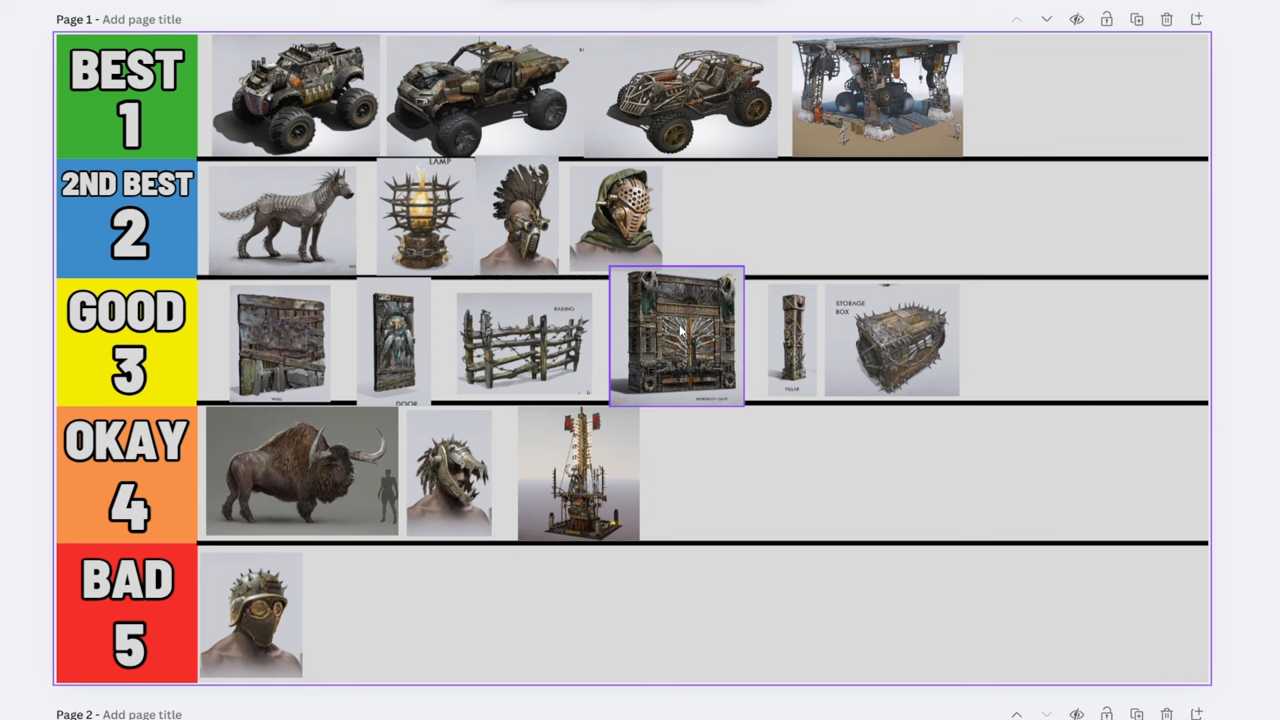 Page 1 - Add page title
BEST
1
2ND BEST
2
LAMP
GOOD
3
RAILING
STORAGE
BOX
WALL
DOOR
PILLAR
OKAY
4
BAD
5
Page 2 - Add page title